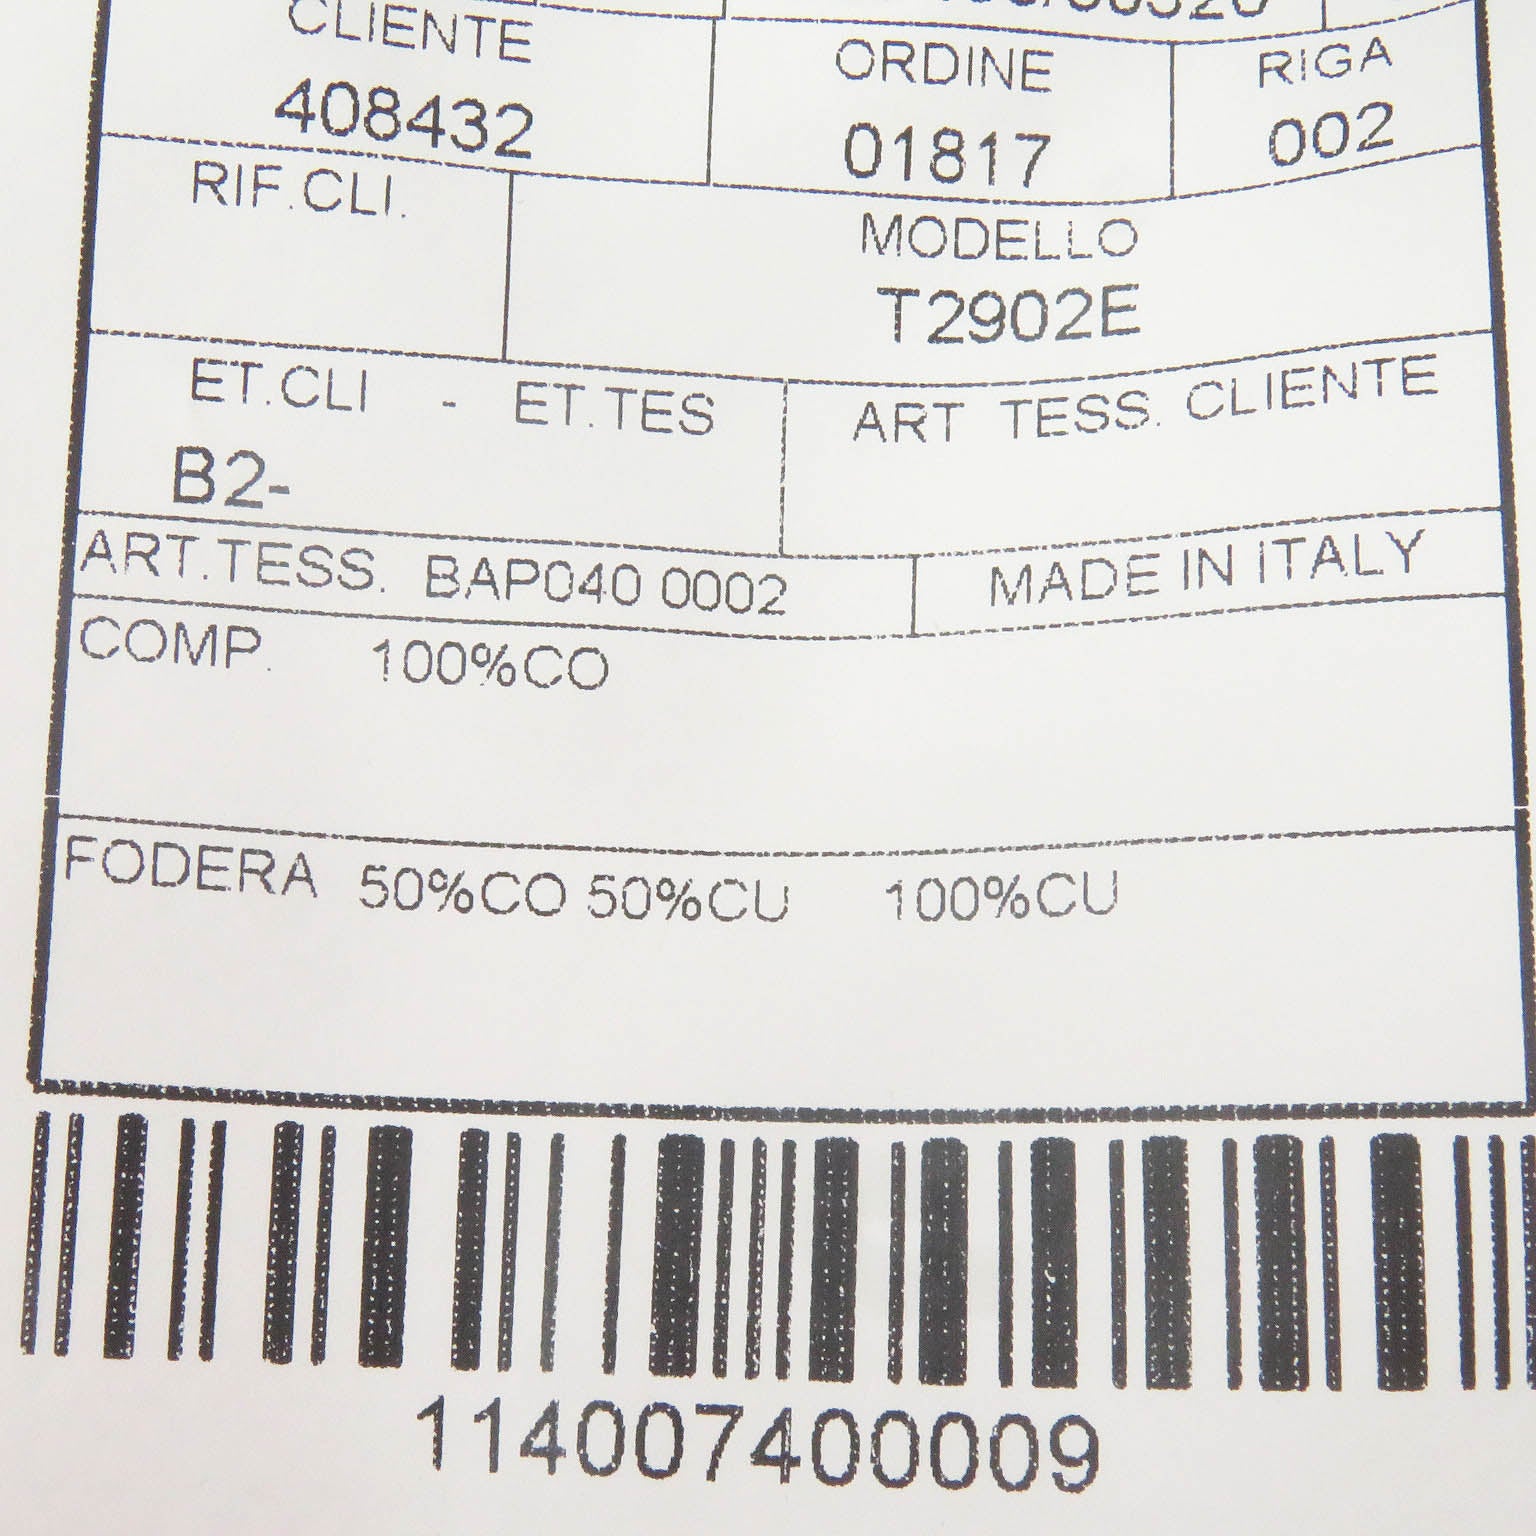 CLIENTE ORDINE RIGA
408432 01817 002
RIF.CLI. MODELLO
T2902E
ET.CLI - ET.TES ART TESS. CLIENTE
B2-
ART.TESS. BAP040 0002 MADE IN ITALY
COMP. 100%CO
FODERA 50%CO 50%CU 100%CU
114007400009